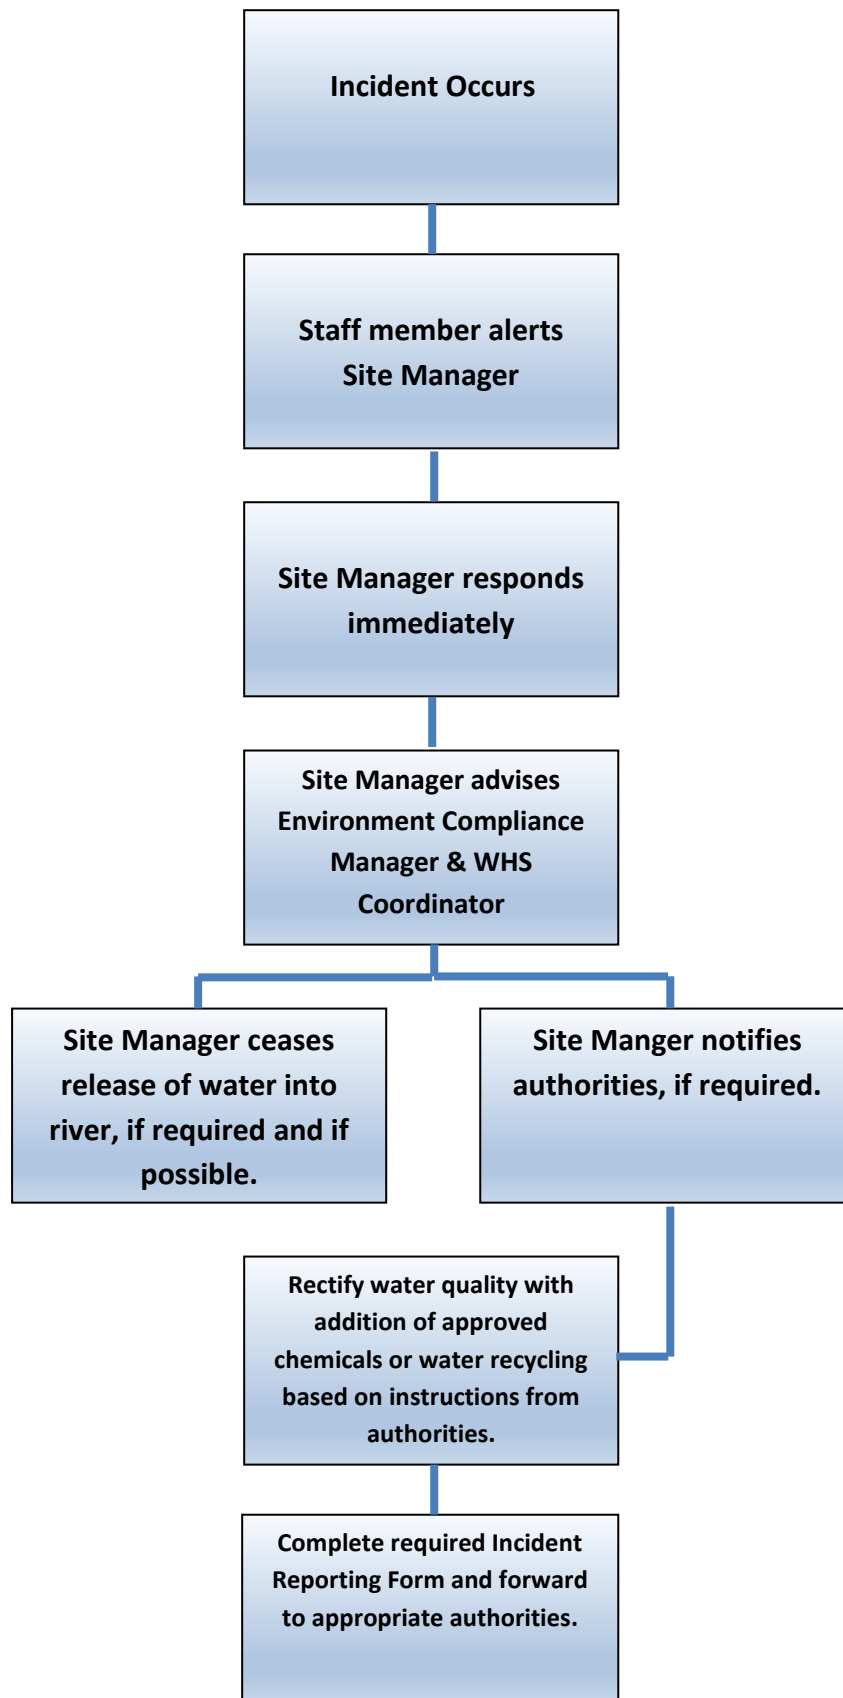 Incident Occurs
Staff member alerts
Site Manager
Site Manager responds
immediately
Site Manager advises
Environment Compliance
Manager & WHS
Coordinator
Site Manager ceases
release of water into
river, if required and if
possible.
Site Manger notifies
authorities, if required.
Rectify water quality with
addition of approved
chemicals or water recycling
based on instructions from
authorities.
Complete required Incident
Reporting Form and forward
to appropriate authorities.